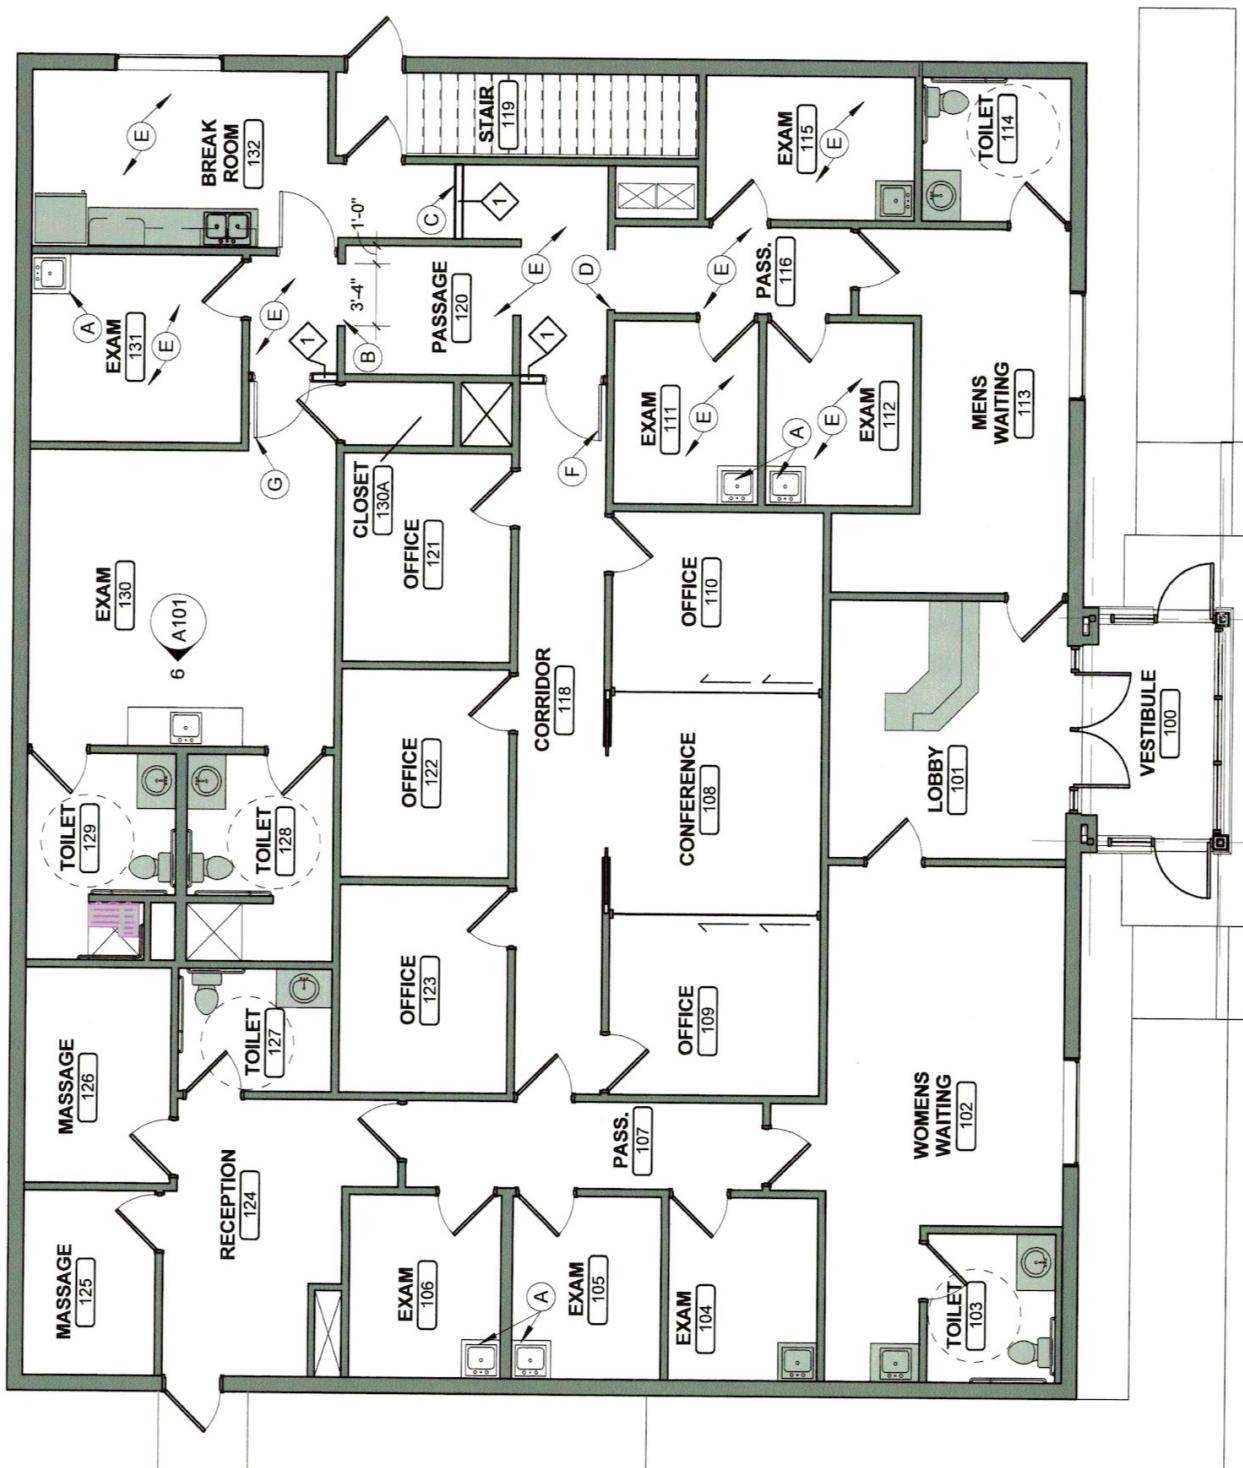 BREAK
ROOM
132
E
STAIR
119
EXAM
115
E
TOILET
114
A
EXAM
131
E
E
1
B
3'-4"
1'-0"
C
1
PASSAGE
120
E
D
1
E
PASS.
116
F
G
EXAM
130
6
A101
CLOSET
130A
OFFICE
121
EXAM
111
E
EXAM
112
E
A
MENS
WAITING
113
OFFICE
110
CORRIDOR
118
OFFICE
122
CONFERENCE
108
LOBBY
101
VESTIBULE
100
TOILET
129
TOILET
128
OFFICE
123
OFFICE
109
MASSAGE
126
TOILET
127
PASS.
107
WOMENS
WAITING
102
MASSAGE
125
RECEPTION
124
EXAM
106
A
EXAM
105
EXAM
104
TOILET
103